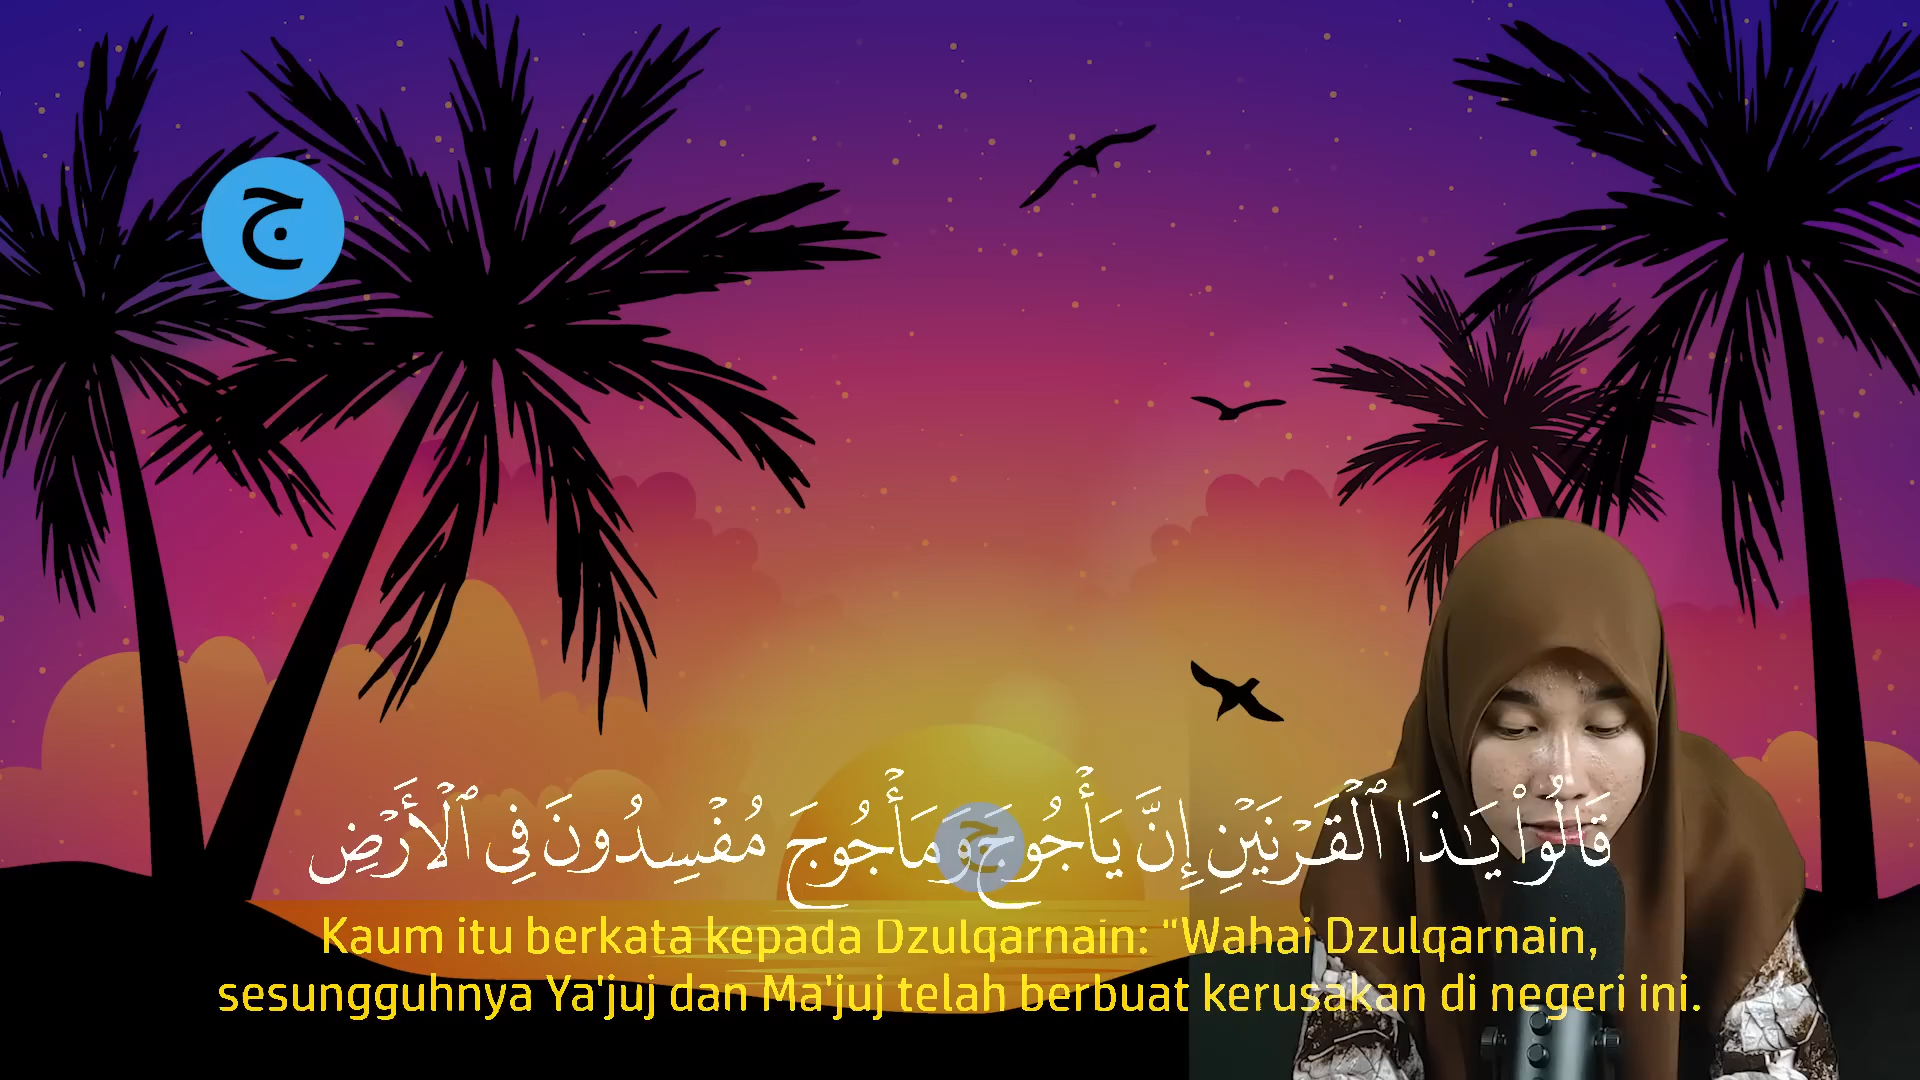 ج
قَالُوا۟ يَـٰذَا ٱلْقَرْنَيْنِ إِنَّ يَأْجُوجَ وَمَأْجُوجَ مُفْسِدُونَ فِى ٱلْأَرْضِ
ج
Kaum itu berkata kepada Dzulqarnain: "Wahai Dzulqarnain,
sesungguhnya Ya'juj dan Ma'juj telah berbuat kerusakan di negeri ini.